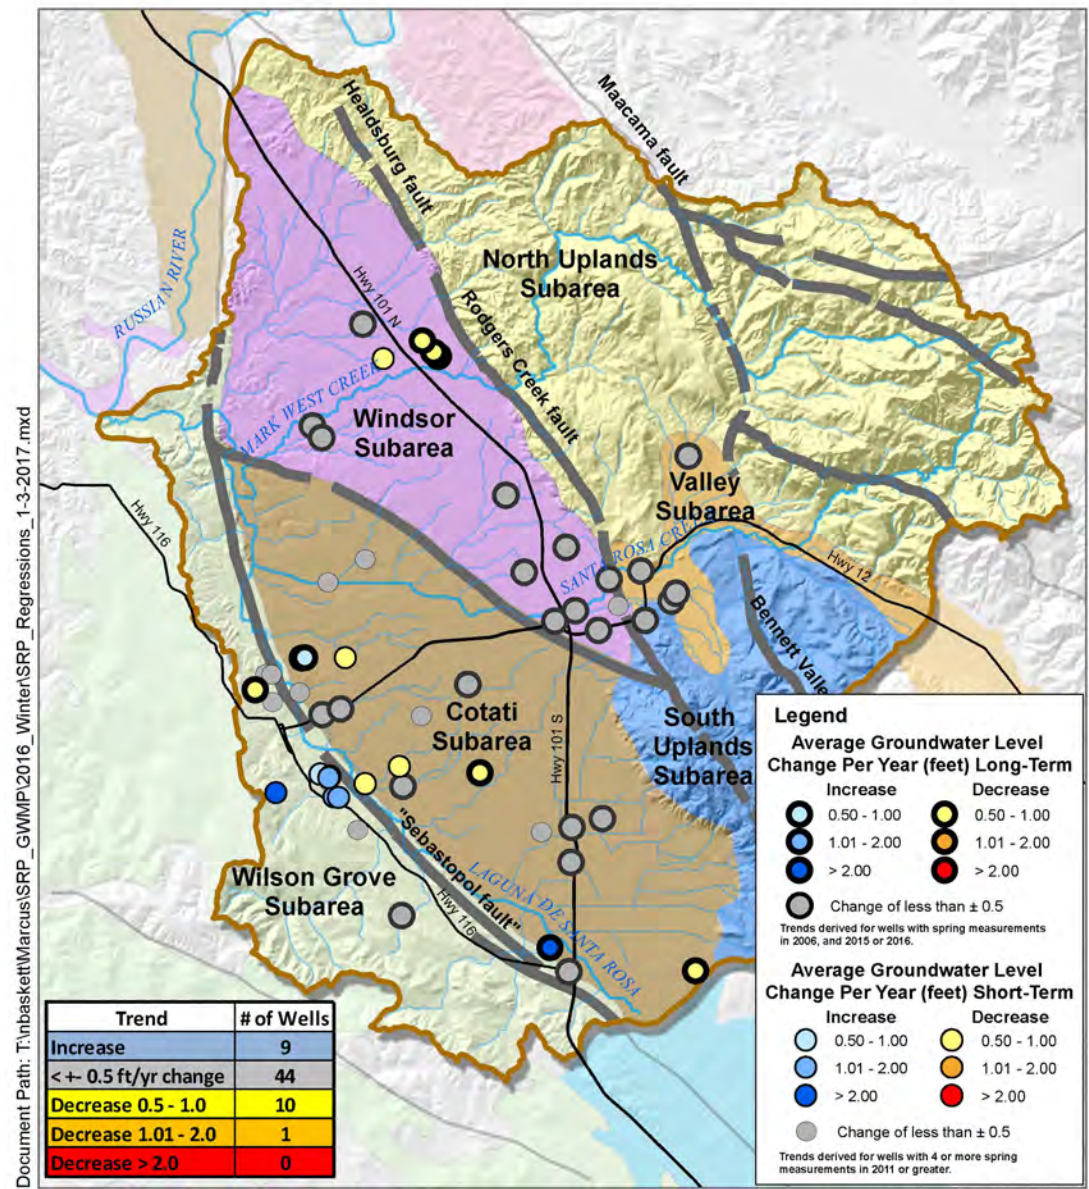 Document Path: T:\nbaskett\Marcus\SRP_GWMP\2016_Winter\SRP_Regressions_1-3-2017.mxd
Healdsburg fault
Maacama fault
RUSSIAN RIVER
North Uplands
Subarea
Hwy 101 N
Rodgers Creek fault
MARK WEST CREEK
Windsor
Subarea
Valley
Subarea
Hwy 116
SANTA ROSA CREEK
Hwy 12
Bennett Valle
Cotati
Subarea
South
Uplands
Subarea
Hwy 101 S
"Sebastopol fault"
LAGUNA DE SANTA ROSA
Wilson Grove
Subarea
Hwy 116
Legend
Average Groundwater Level
Change Per Year (feet) Long-Term
Increase Decrease
0.50 - 1.00 0.50 - 1.00
1.01 - 2.00 1.01 - 2.00
> 2.00 > 2.00
Change of less than ± 0.5
Trends derived for wells with spring measurements
in 2006, and 2015 or 2016.
Average Groundwater Level
Change Per Year (feet) Short-Term
Increase Decrease
0.50 - 1.00 0.50 - 1.00
1.01 - 2.00 1.01 - 2.00
> 2.00 > 2.00
Change of less than ± 0.5
Trends derived for wells with 4 or more spring
measurements in 2011 or greater.
Trend # of Wells
Increase 9
< +- 0.5 ft/yr change 44
Decrease 0.5 - 1.0 10
Decrease 1.01 - 2.0 1
Decrease > 2.0 0